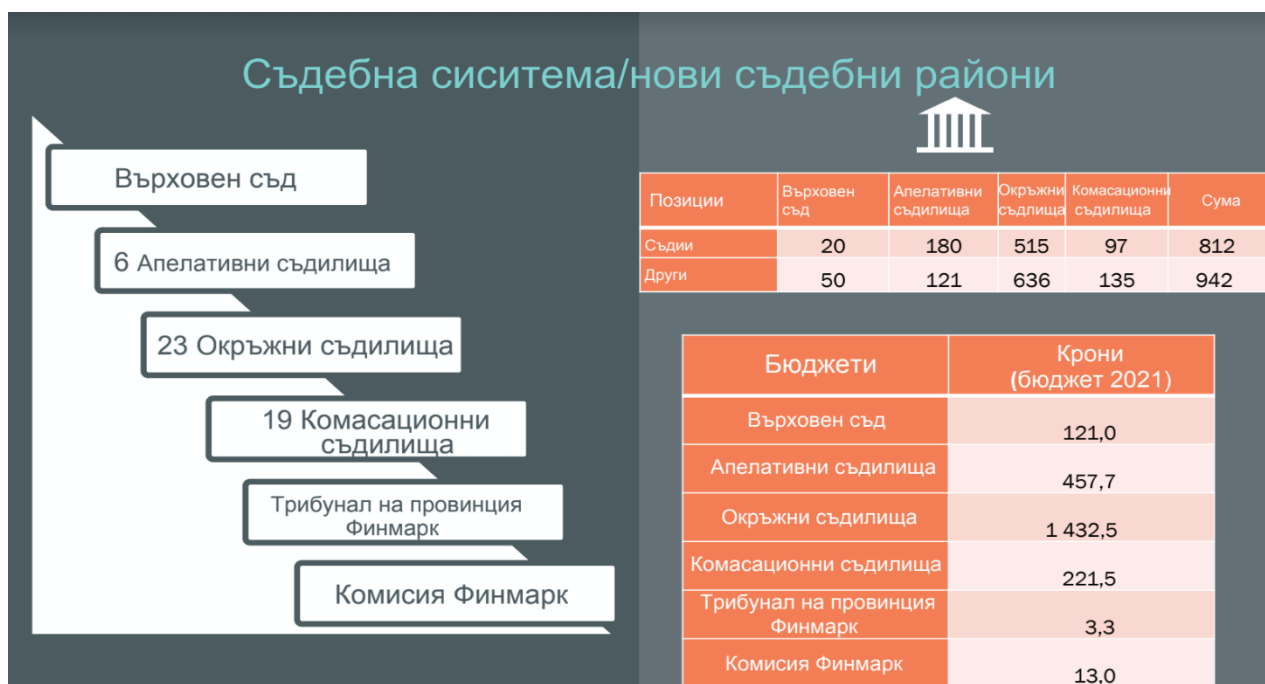 Съдебна сиситема/нови съдебни райони
Върховен съд
6 Апелативни съдилища
23 Окръжни съдилища
19 Комасационни
съдилища
Трибунал на провинция
Финмарк
Комисия Финмарк
Позиции Върховен съд Апелативни съдилища Окръжни съдлища Комасационни съдилища Сума
Съдии 20 180 515 97 812
Други 50 121 636 135 942
Бюджети Крони (бюджет 2021)
Върховен съд 121,0
Апелативни съдилища 457,7
Окръжни съдилища 1 432,5
Комасационни съдилища 221,5
Трибунал на провинция Финмарк 3,3
Комисия Финмарк 13,0